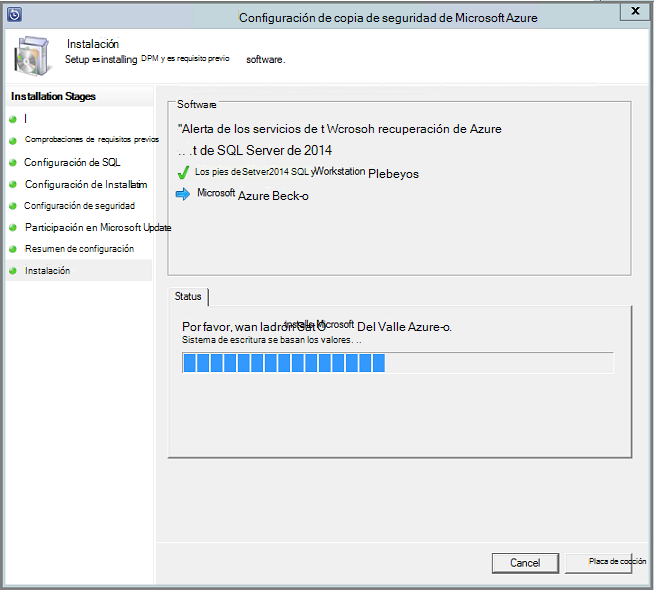 Configuración de copia de seguridad de Microsoft Azure
x
Instalación
Setup es installing DPM y es requisito previo software.
Installation Stages
I
Comprobaciones de requisitos previos
Configuración de SQL
Configuración de
Configuración de seguridad
Participación en Microsoft Update
Resumen de configuración
Instalación
Software
"Alerta de los servicios de t Wcrosoh recuperación de Azure
.. .t de SQL Server de 2014
Los pies de Setver2014 SQL y Workstation Plebeyos
Microsoft Azure Beck-o
Status
Por favor, wan ladrón Microsoft Del Valle Azure-o.
Sistema de escritura se basan los valores. ..
Cancel
Placa de cocción